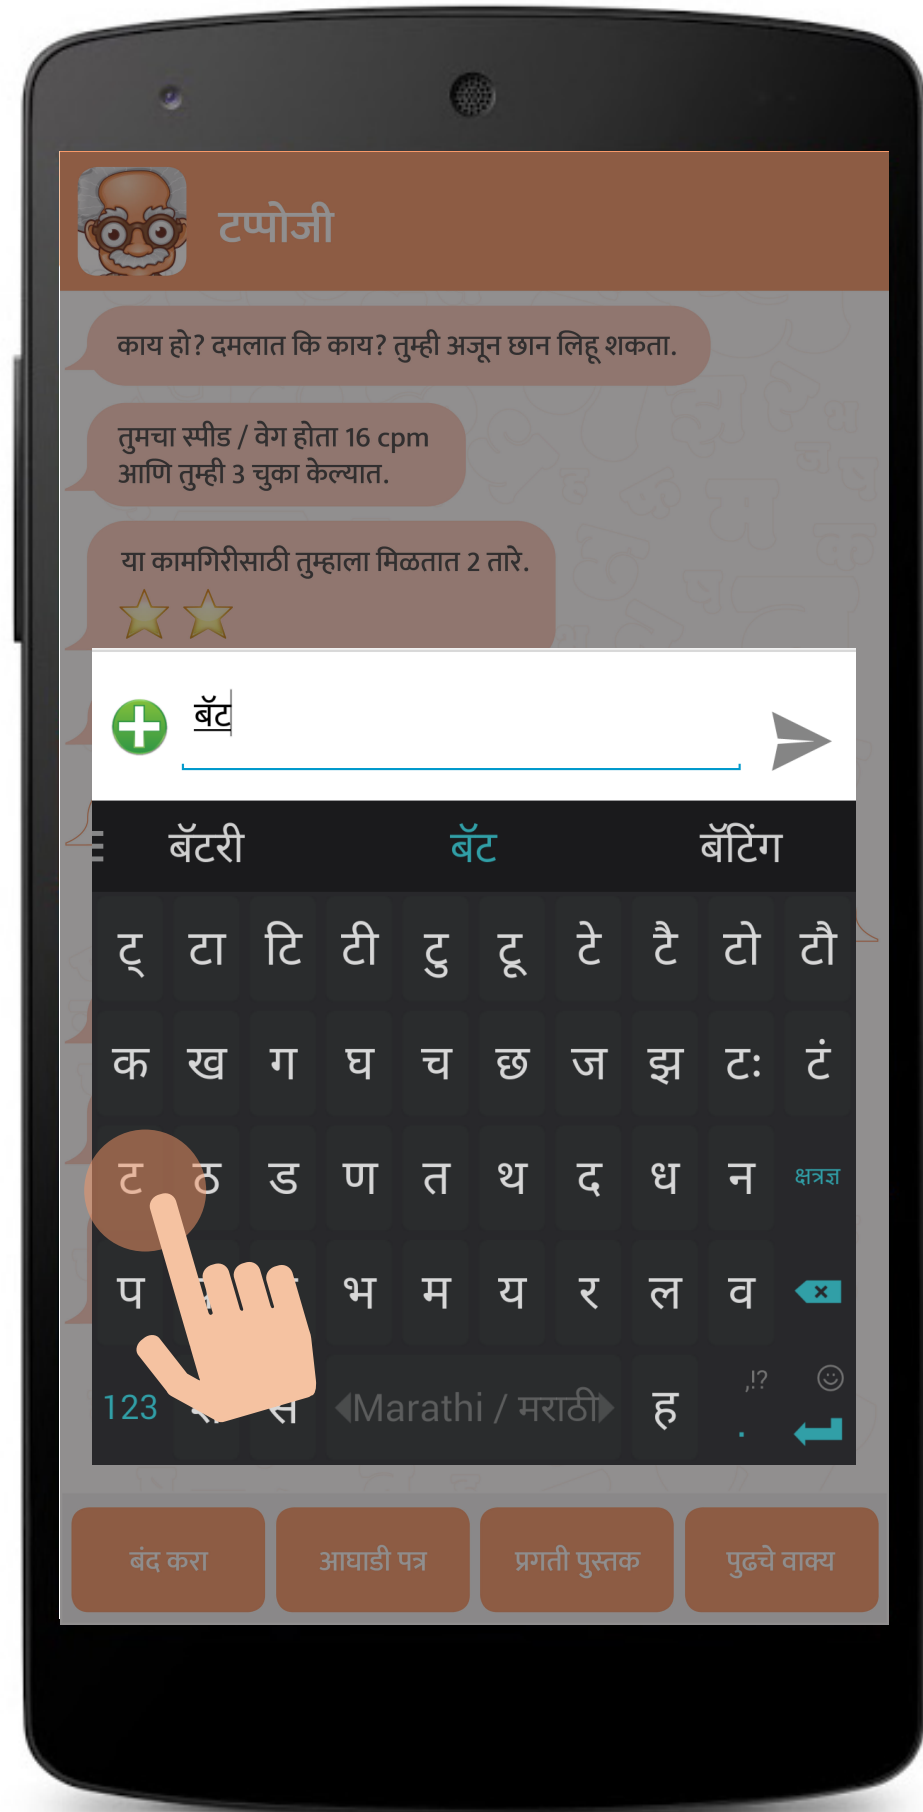 टप्पोजी
काय हो? दमलात कि काय? तुम्ही अजून छान लिहू शकता.
तुमचा स्पीड / वेग होता 16 cpm
आणि तुम्ही 3 चुका केल्यात.
या कामगिरीसाठी तुम्हाला मिळतात 2 तारे.
बॅट
बॅटरी बॅट बॅटिंग
ट् टा टि टी टु टू टे टै टो टौ
क ख ग घ च छ ज झ टः टं
ट ठ ड ण त थ द ध न क्षत्रज्ञ
प भ म य र ल व
123 स Marathi / मराठी ह ,!? .
बंद करा आघाडी पत्र प्रगती पुस्तक पुढचे वाक्य